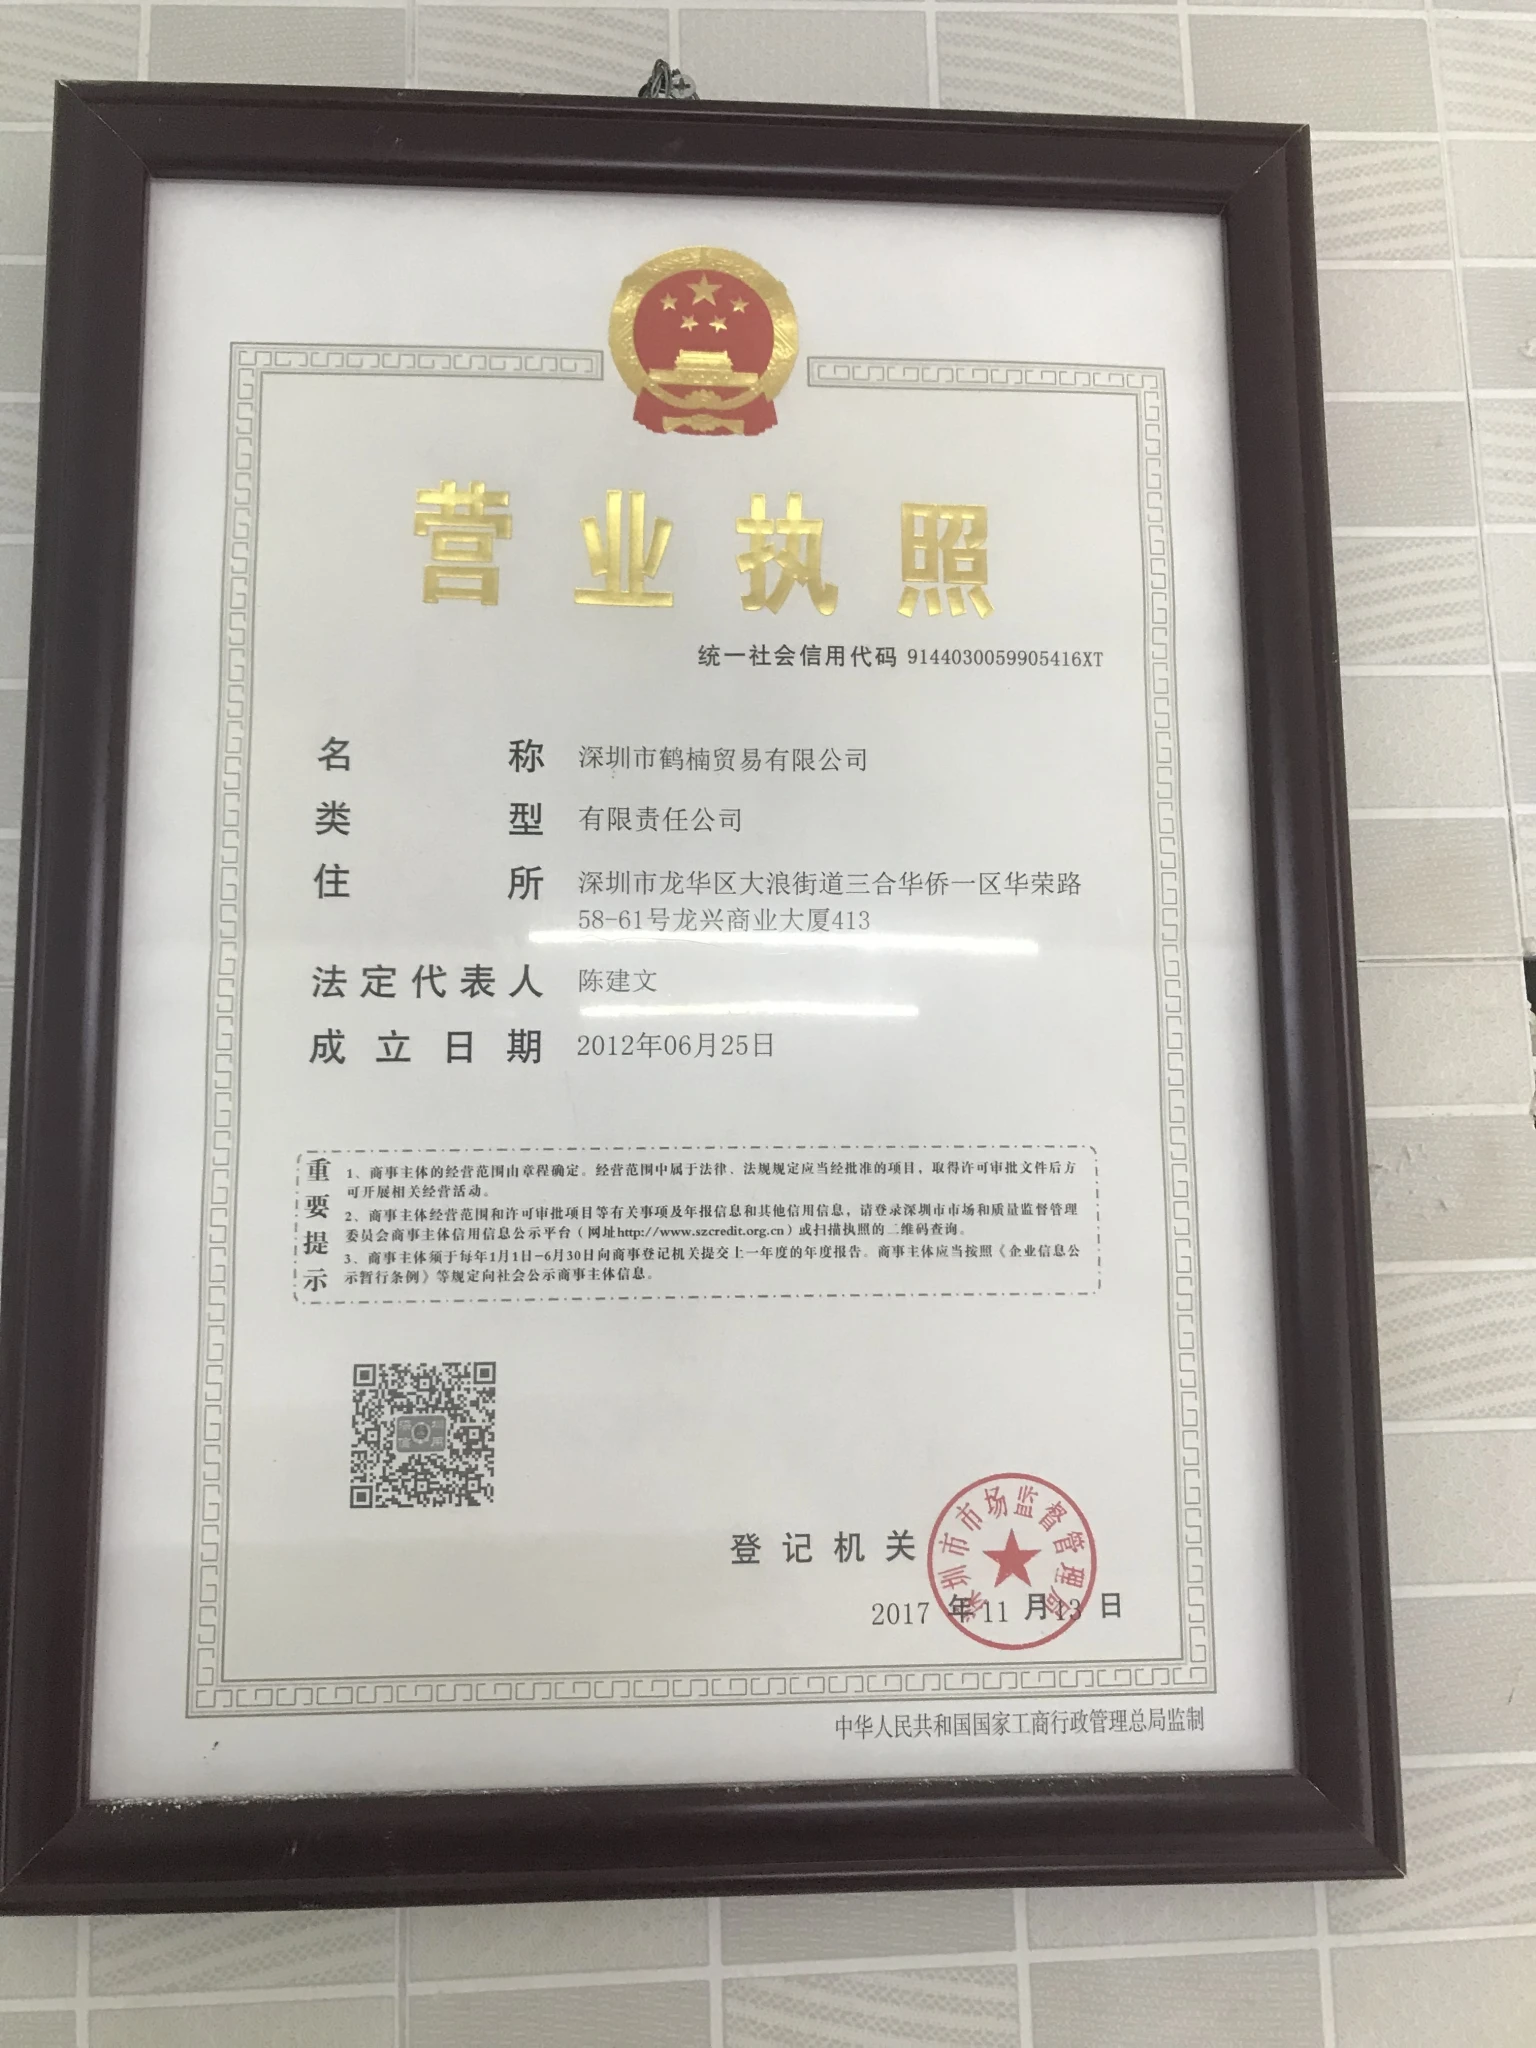 营业执照
统一社会信用代码 9144030059905416XT
名称 深圳市鹤楠贸易有限公司
类型 有限责任公司
住所 深圳市龙华区大浪街道三合华侨一区华荣路
58-61号龙兴商业大厦413
法定代表人 陈建文
成立日期 2012年06月25日
重要提示
1、商事主体的经营范围由章程确定。经营范围中属于法律、法规规定应当经批准的项目，取得许可审批文件后方
可开展相关经营活动。
2、商事主体经营范围和许可审批项目等有关事项及年报信息和其他信用信息，请登录深圳市市场和质量监督管理
委员会商事主体信用信息公示平台（网址http://www.szcredit.org.cn）或扫描执照的二维码查询。
3、商事主体须于每年1月1日-6月30日向商事登记机关提交上一年度的年度报告。商事主体应当按照《企业信息公
示暂行条例》等规定向社会公示商事主体信息。
登记机关
深圳市市场监督管理局
2017 年 11 月 13 日
中华人民共和国国家工商行政管理总局监制